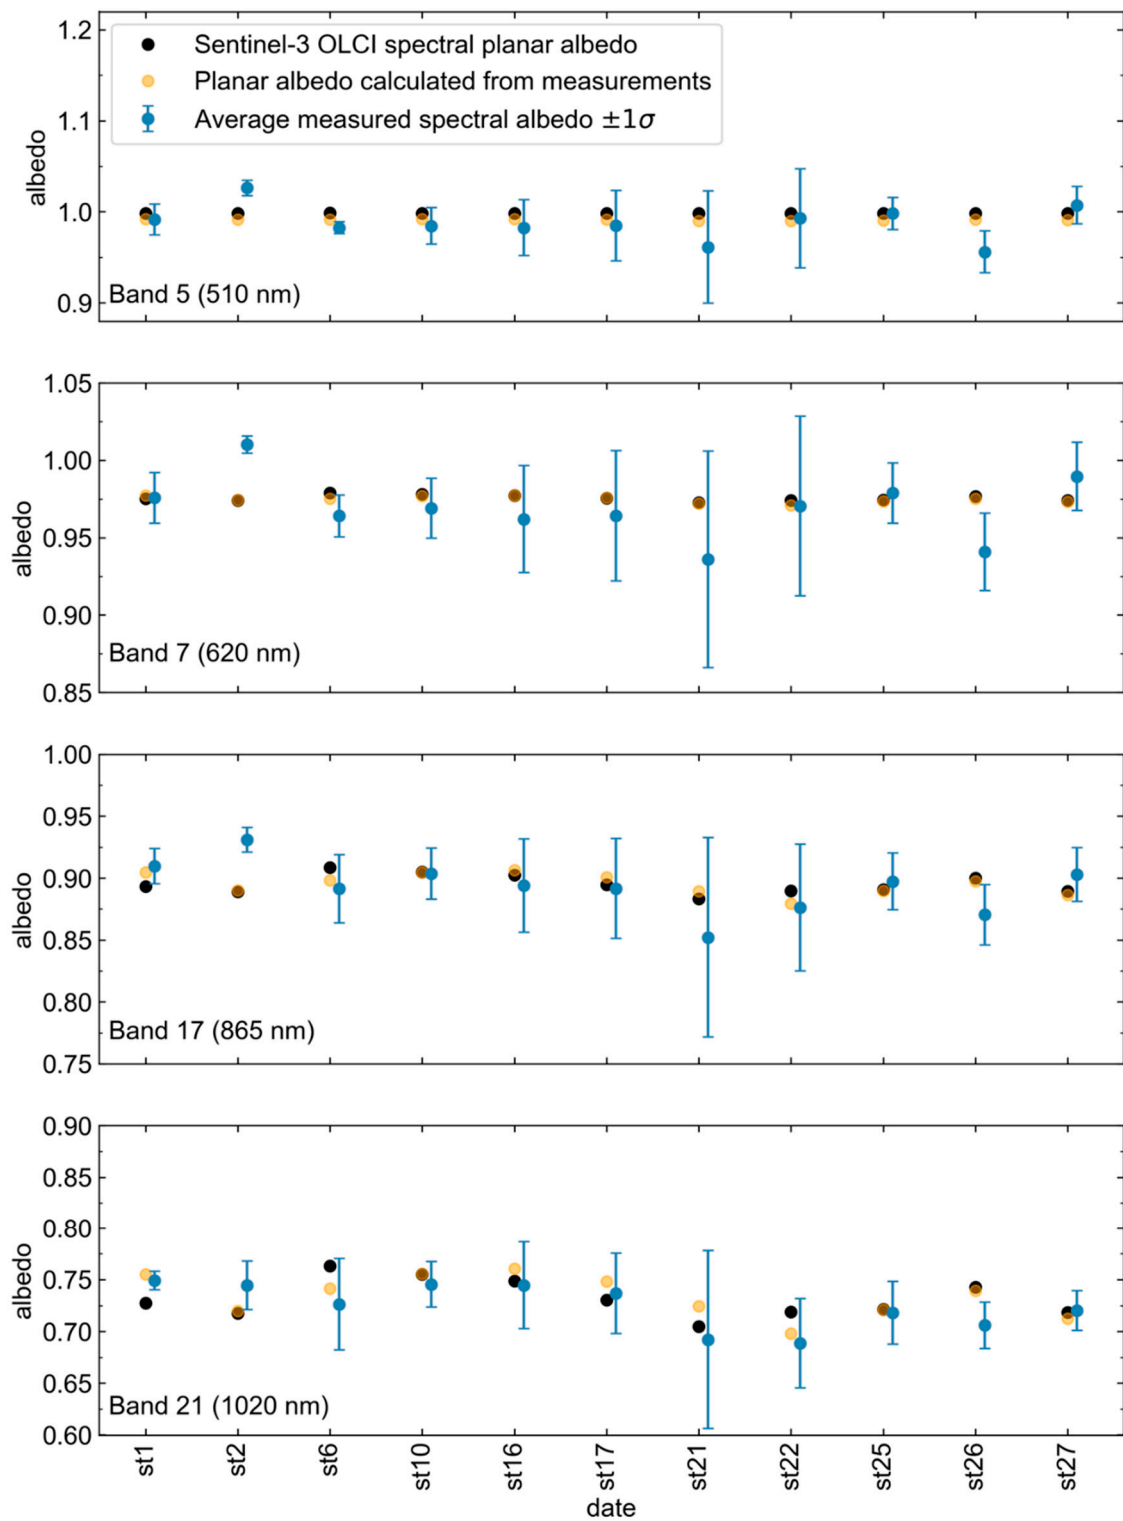 1.2
Sentinel-3 OLCI spectral planar albedo
Planar albedo calculated from measurements
Average measured spectral albedo ±1σ
1.1
albedo
1.0
0.9
Band 5 (510 nm)
1.05
1.00
albedo
0.95
0.90
Band 7 (620 nm)
0.85
1.00
0.95
albedo
0.90
0.85
0.80
Band 17 (865 nm)
0.75
0.90
0.85
0.80
albedo
0.75
0.70
0.65
Band 21 (1020 nm)
0.60
st1 st2 st6 st10 st16 st17 st21 st22 st25 st26 st27
date